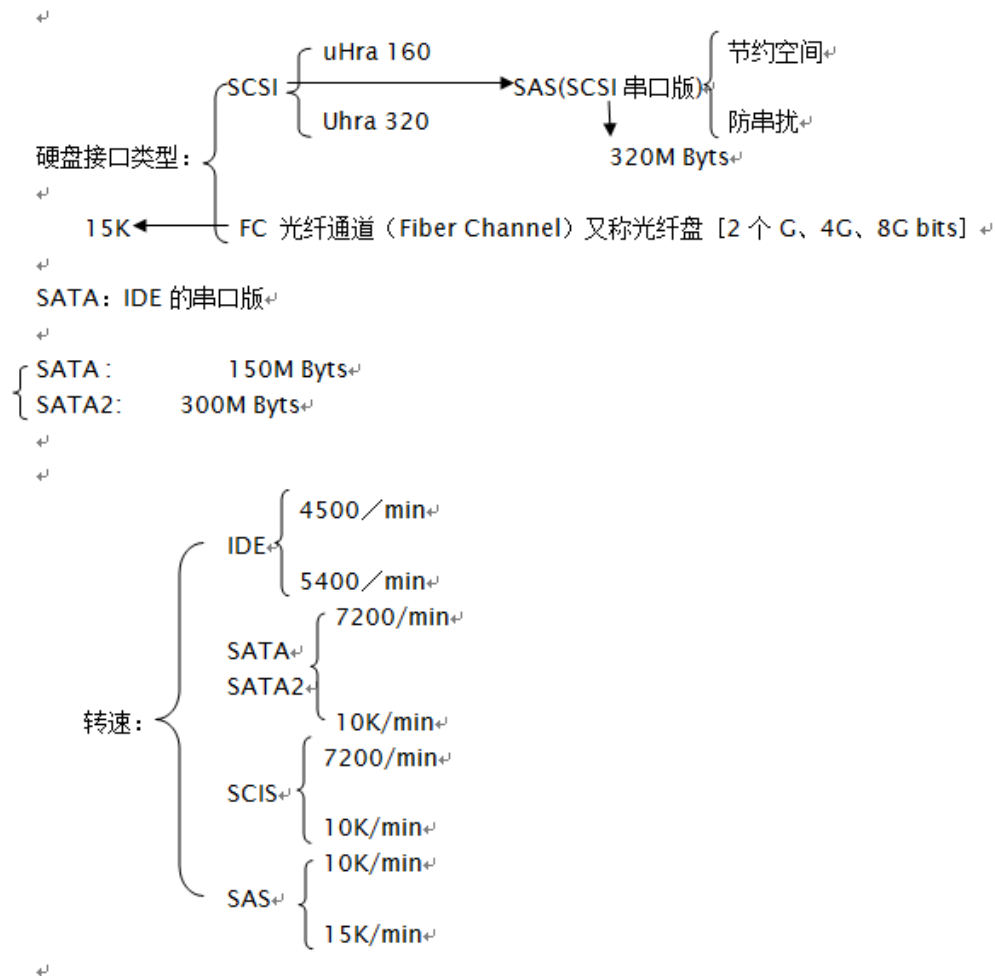 uHra 160
节约空间
SCSI
SAS(SCSI 串口版)
Uhra 320
防串扰
硬盘接口类型：
320M Byts
15K
FC 光纤通道（Fiber Channel）又称光纤盘［2 个 G、4G、8G bits］
SATA：IDE 的串口版
SATA： 150M Byts
SATA2: 300M Byts
4500／min
IDE
5400／min
7200/min
SATA
SATA2
转速：
10K/min
7200/min
SCIS
10K/min
10K/min
SAS
15K/min